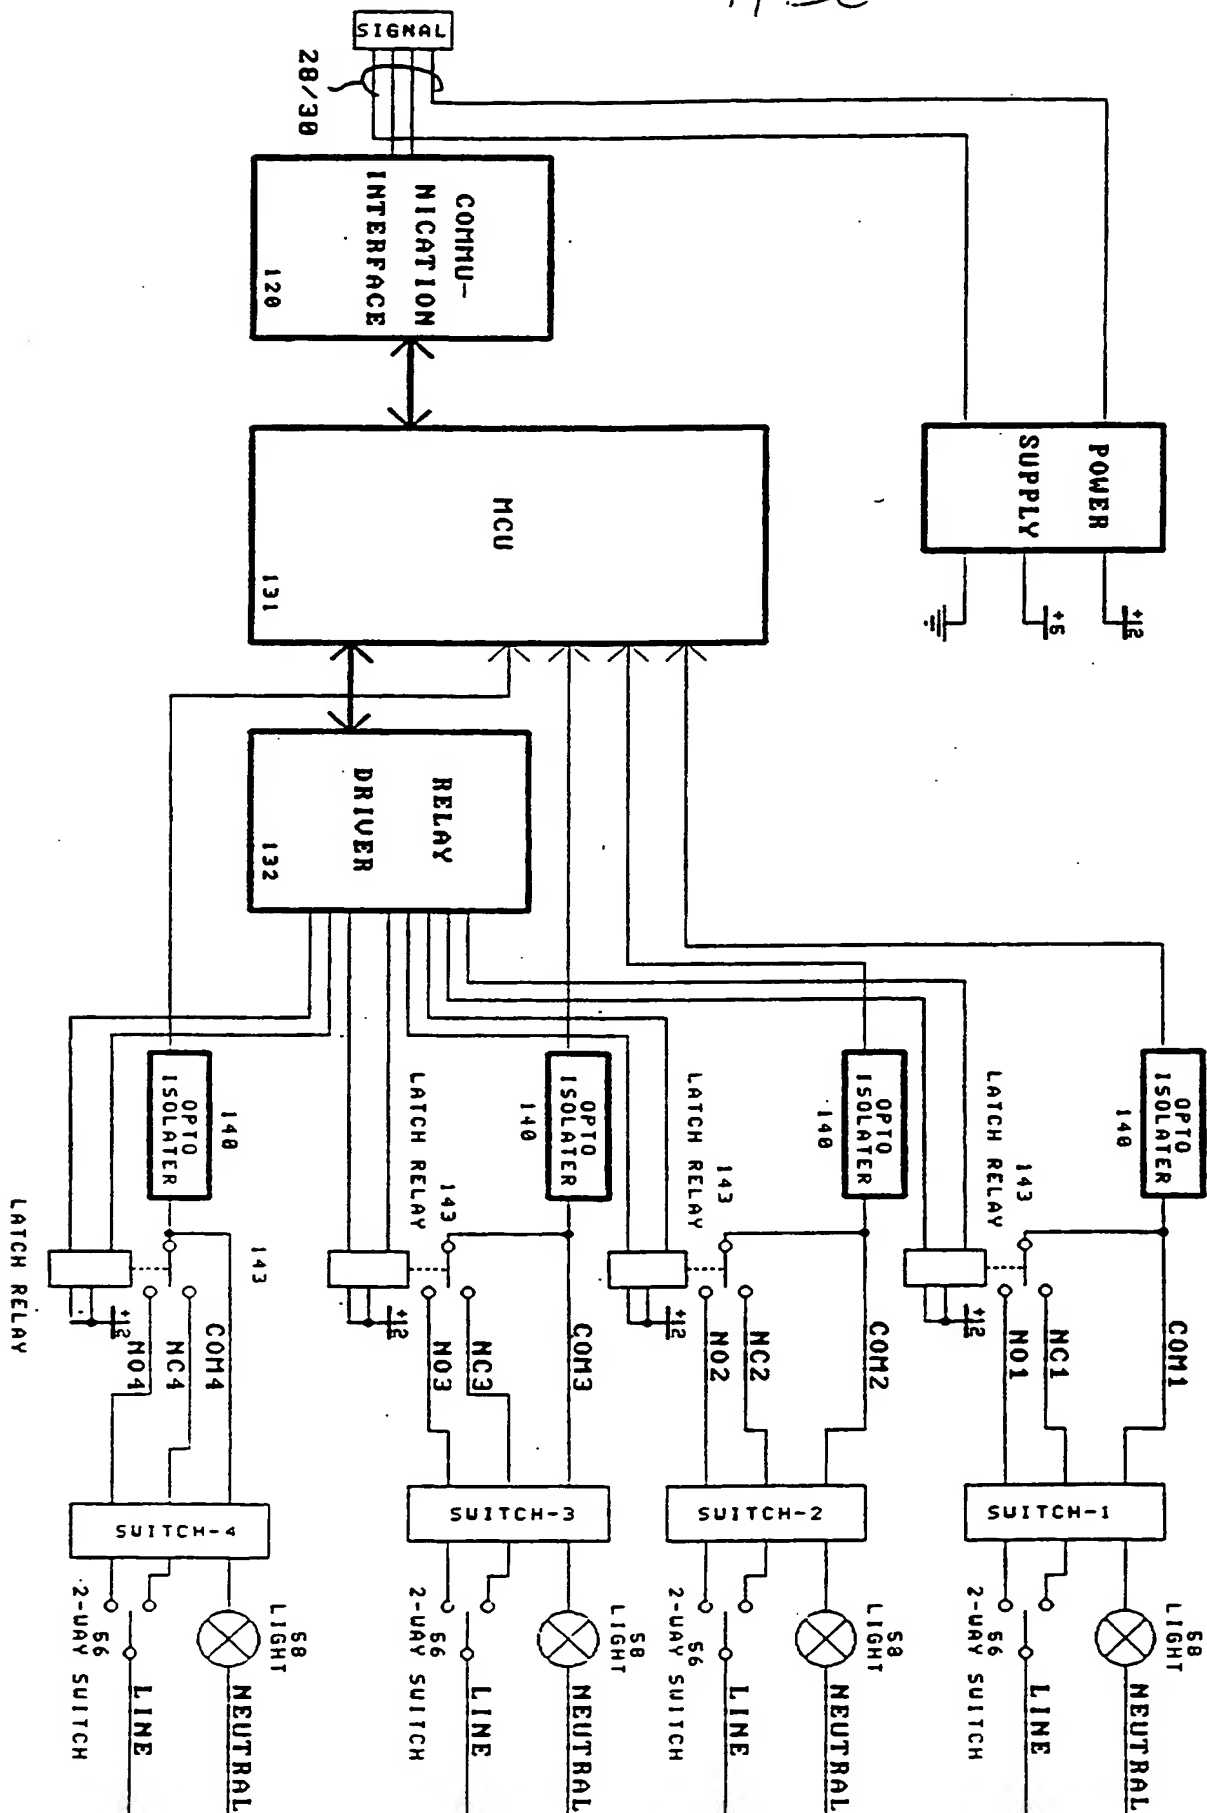 SIGNAL
28/30
COMMU-
NICATION
INTERFACE
120
POWER
SUPPLY
+12
+5
MCU
131
RELAY
DRIVER
132
OPTO
ISOLATER
140
143
LATCH RELAY
+12
COM1
NC1
NO1
SWITCH-1
58
LIGHT
NEUTRAL
LINE
56
2-WAY SWITCH
OPTO
ISOLATER
140
143
LATCH RELAY
+12
COM2
NC2
NO2
SWITCH-2
58
LIGHT
NEUTRAL
LINE
56
2-WAY SWITCH
OPTO
ISOLATER
140
143
LATCH RELAY
+12
COM3
NC3
NO3
SWITCH-3
58
LIGHT
NEUTRAL
LINE
56
2-WAY SWITCH
OPTO
ISOLATER
140
143
LATCH RELAY
+12
COM4
NC4
NO4
SWITCH-4
58
LIGHT
NEUTRAL
LINE
56
2-WAY SWITCH